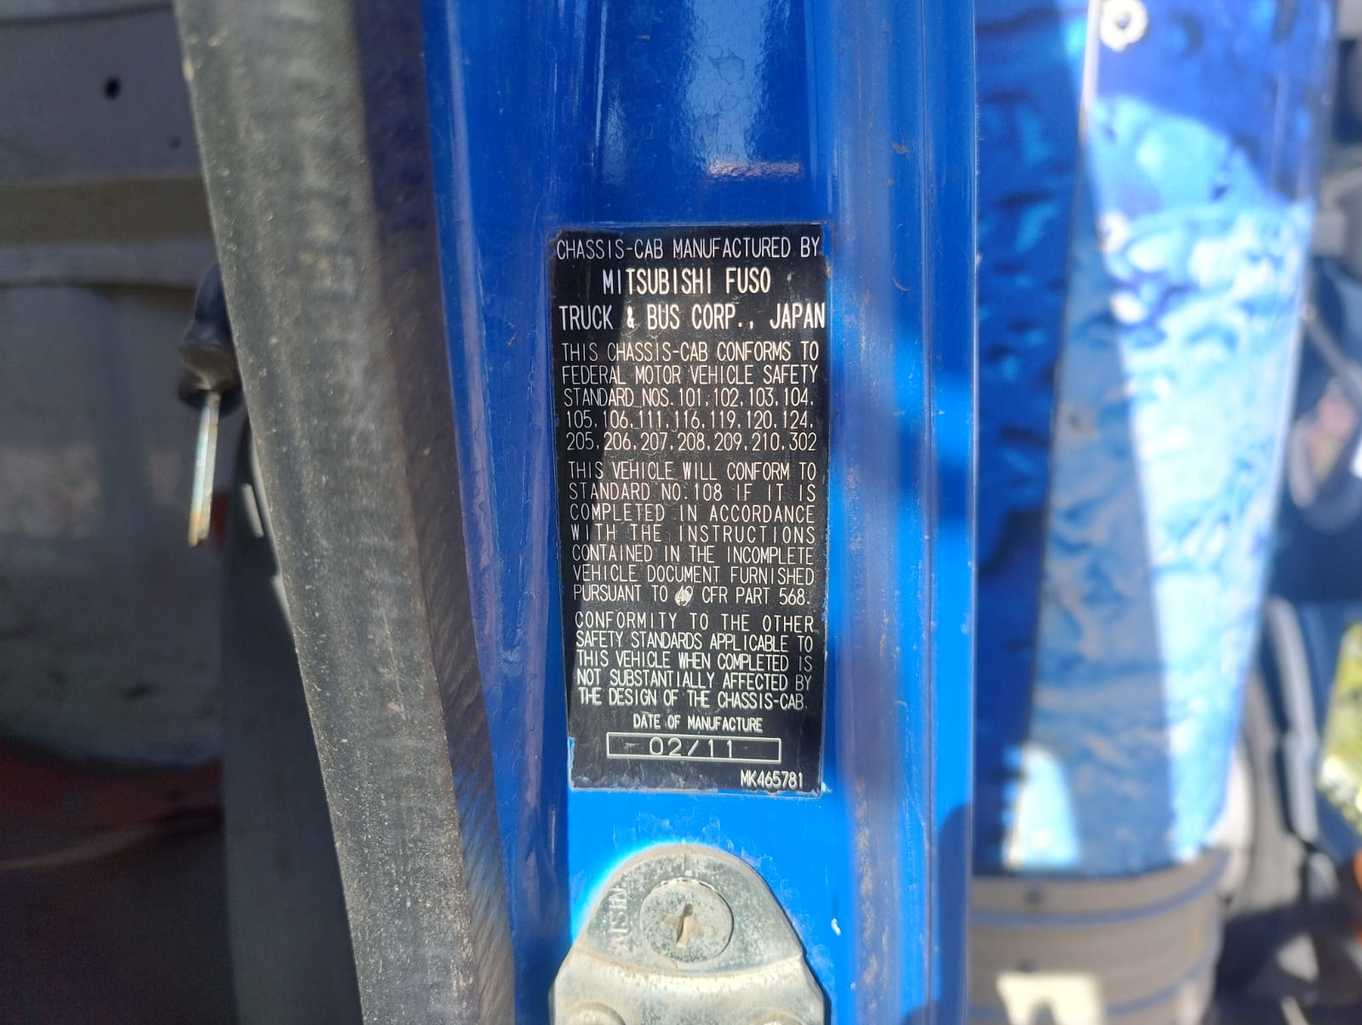 CHASSIS-CAB MANUFACTURED BY
MITSUBISHI FUSO
TRUCK & BUS CORP., JAPAN
THIS CHASSIS-CAB CONFORMS TO
FEDERAL MOTOR VEHICLE SAFETY
STANDARD NOS. 101, 102, 103, 104,
105, 106, 111, 116, 119, 120, 124,
205, 206, 207, 208, 209, 210, 302
THIS VEHICLE WILL CONFORM TO
STANDARD NO. 108 IF IT IS
COMPLETED IN ACCORDANCE
WITH THE INSTRUCTIONS
CONTAINED IN THE INCOMPLETE
VEHICLE DOCUMENT FURNISHED
PURSUANT TO 49 CFR PART 568.
CONFORMITY TO THE OTHER
SAFETY STANDARDS APPLICABLE TO
THIS VEHICLE WHEN COMPLETED IS
NOT SUBSTANTIALLY AFFECTED BY
THE DESIGN OF THE CHASSIS-CAB.
DATE OF MANUFACTURE
02/11
MK465781